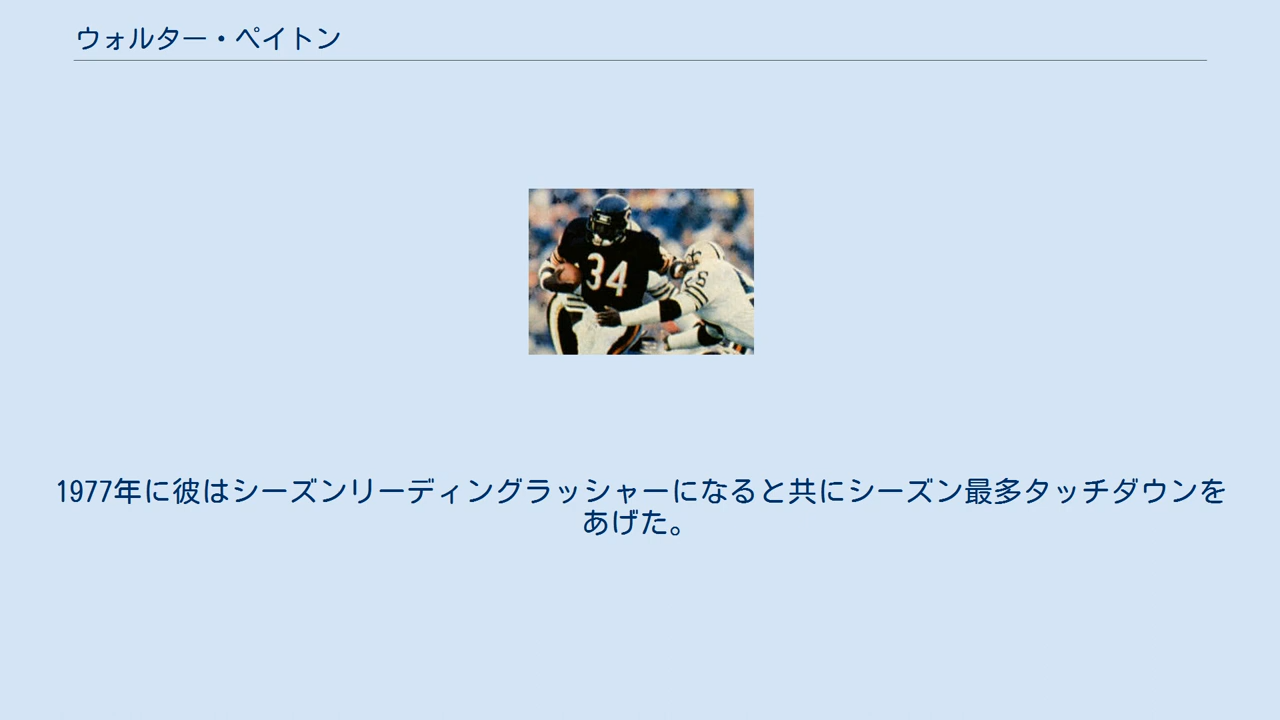 ウォルター・ペイトン
34
1977年に彼はシーズンリーディングラッシャーになると共にシーズン最多タッチダウンを
あげた。